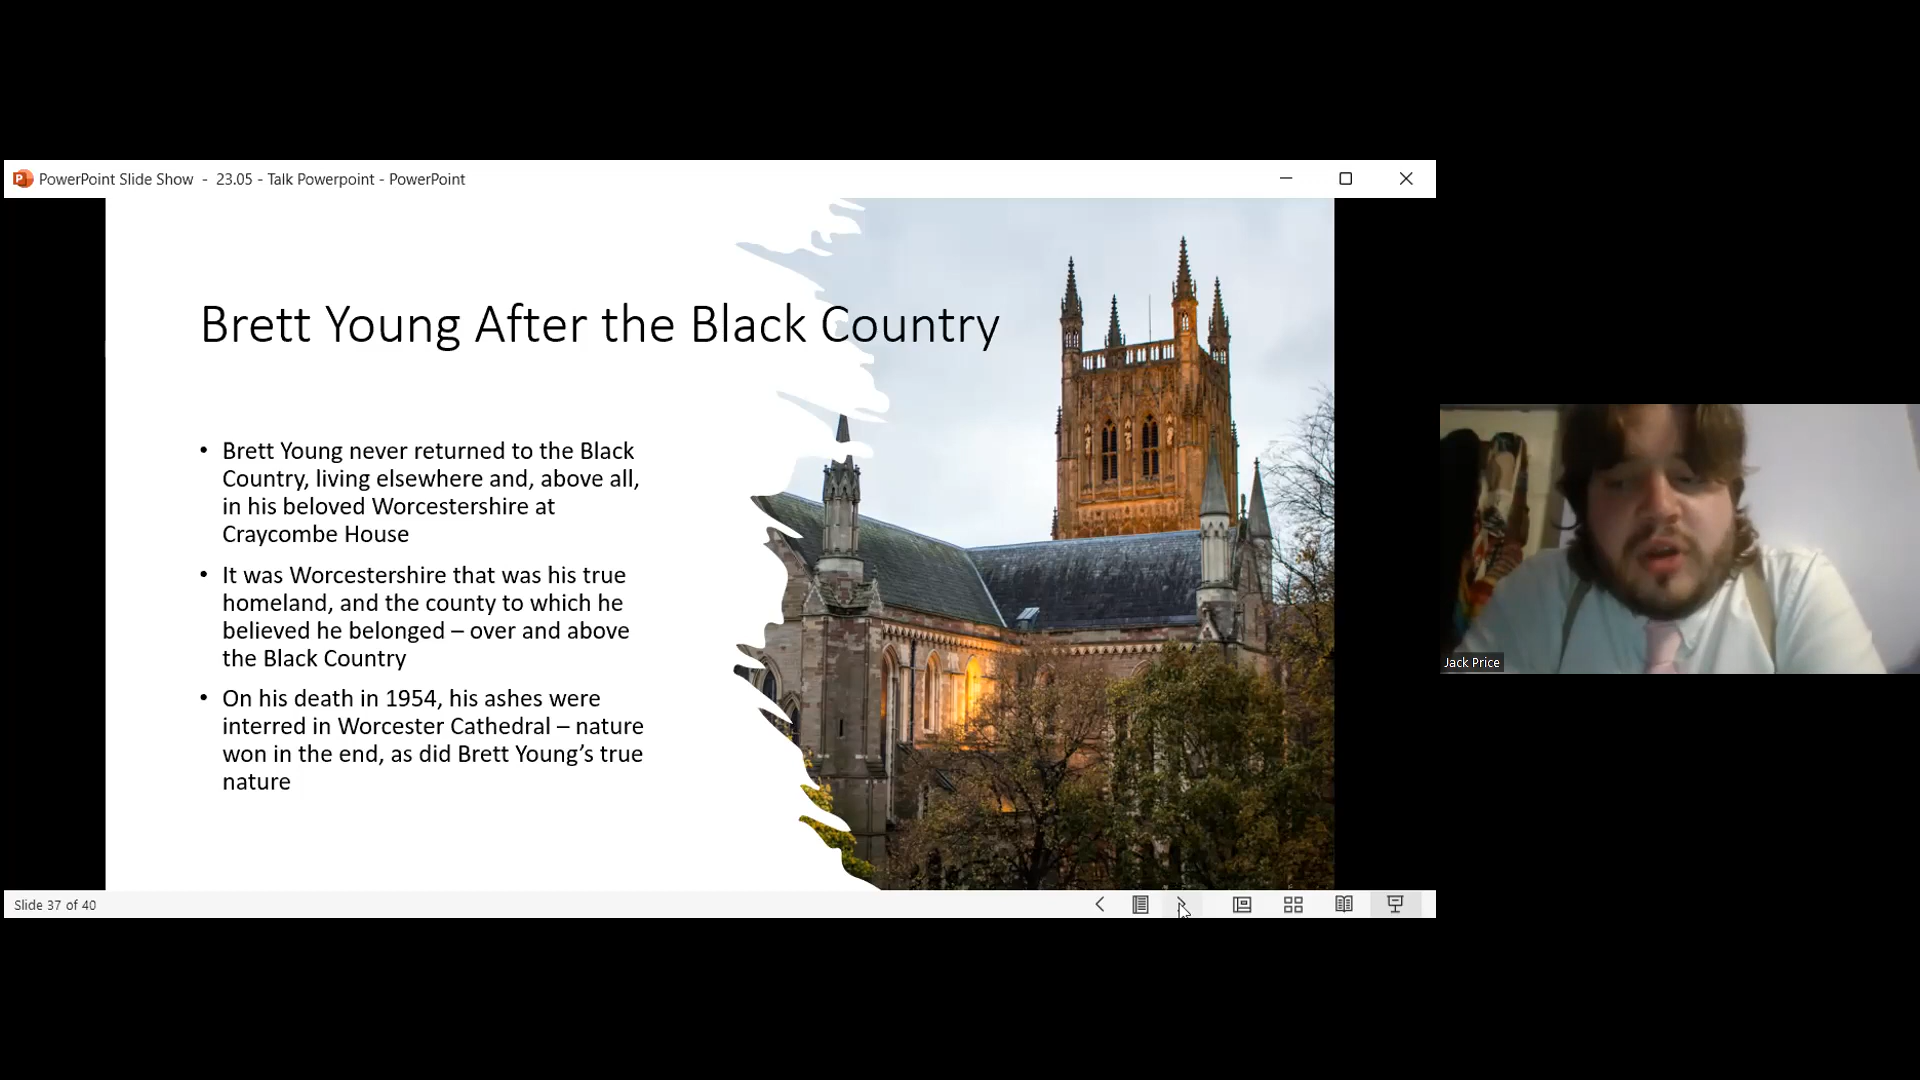 PowerPoint Slide Show - 23.05 - Talk Powerpoint - PowerPoint
Brett Young After the Black Country
• Brett Young never returned to the Black
Country, living elsewhere and, above all,
in his beloved Worcestershire at
Craycombe House
• It was Worcestershire that was his true
homeland, and the county to which he
believed he belonged – over and above
the Black Country
• On his death in 1954, his ashes were
interred in Worcester Cathedral – nature
won in the end, as did Brett Young’s true
nature
Jack Price
Slide 37 of 40